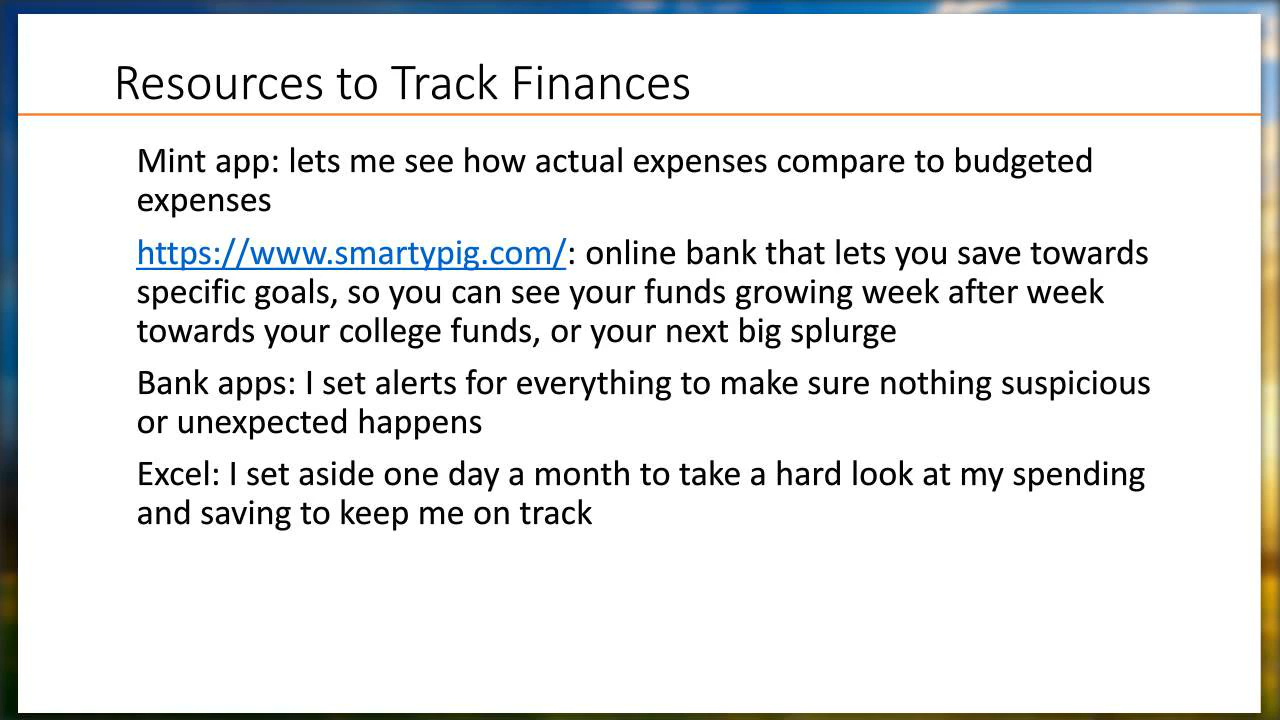 Resources to Track Finances
Mint app: lets me see how actual expenses compare to budgeted
expenses
https://www.smartypig.com/: online bank that lets you save towards
specific goals, so you can see your funds growing week after week
towards your college funds, or your next big splurge
Bank apps: I set alerts for everything to make sure nothing suspicious
or unexpected happens
Excel: I set aside one day a month to take a hard look at my spending
and saving to keep me on track